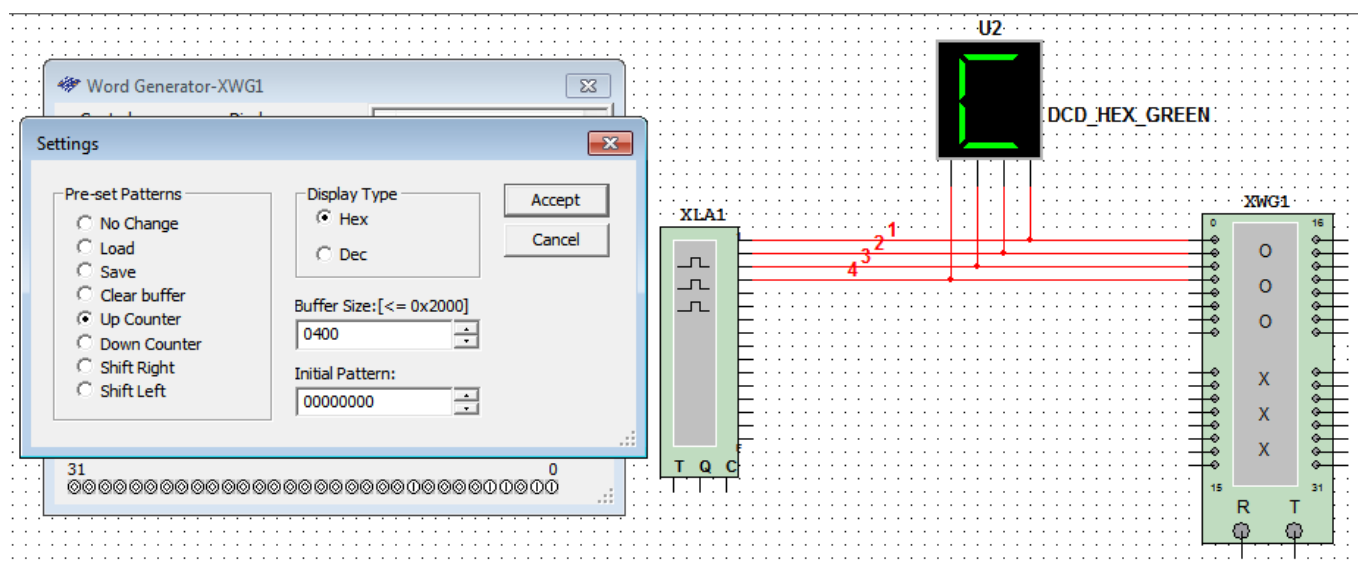 Word Generator-XWG1
Settings
Pre-set Patterns
No Change
Load
Save
Clear buffer
Up Counter
Down Counter
Shift Right
Shift Left
Display Type
Hex
Dec
Buffer Size:[<= 0x2000]
0400
Initial Pattern:
00000000
Accept
Cancel
31 0
U2
DCD_HEX_GREEN
XLA1
1
2
3
4
T Q C
XWG1
0 16
O
O
O
X
X
X
15 31
R T